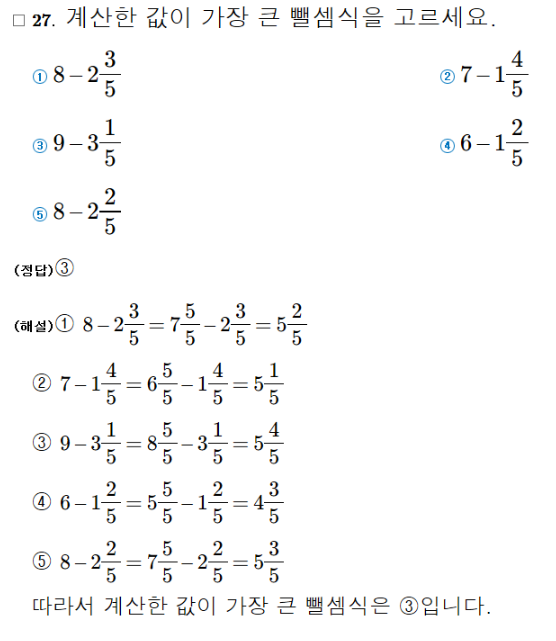 □ 27. 계산한 값이 가장 큰 뺄셈식을 고르세요.
① 8 − 2 3/5 ② 7 − 1 4/5
③ 9 − 3 1/5 ④ 6 − 1 2/5
⑤ 8 − 2 2/5
(정답)③
(해설)① 8 − 2 3/5 = 7 5/5 − 2 3/5 = 5 2/5
② 7 − 1 4/5 = 6 5/5 − 1 4/5 = 5 1/5
③ 9 − 3 1/5 = 8 5/5 − 3 1/5 = 5 4/5
④ 6 − 1 2/5 = 5 5/5 − 1 2/5 = 4 3/5
⑤ 8 − 2 2/5 = 7 5/5 − 2 2/5 = 5 3/5
따라서 계산한 값이 가장 큰 뺄셈식은 ③입니다.